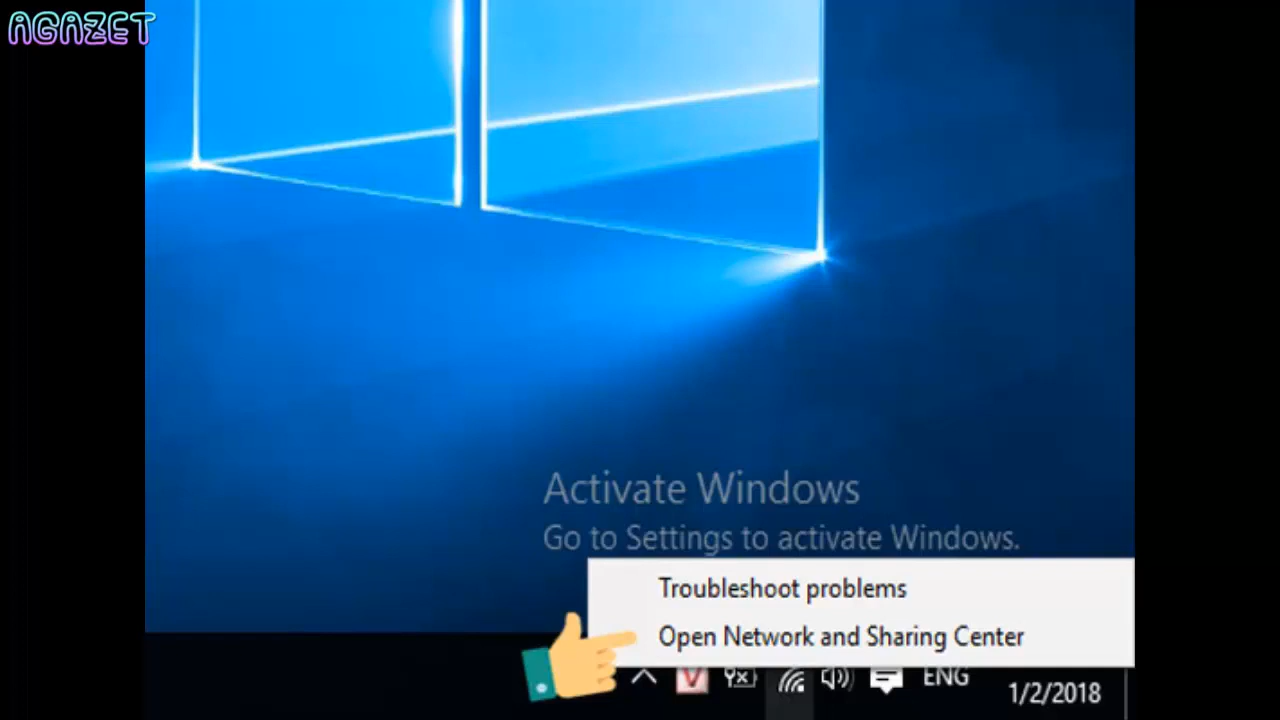 AGAZET
Activate Windows
Go to Settings to activate Windows.
Troubleshoot problems
Open Network and Sharing Center
V
ENG
1/2/2018